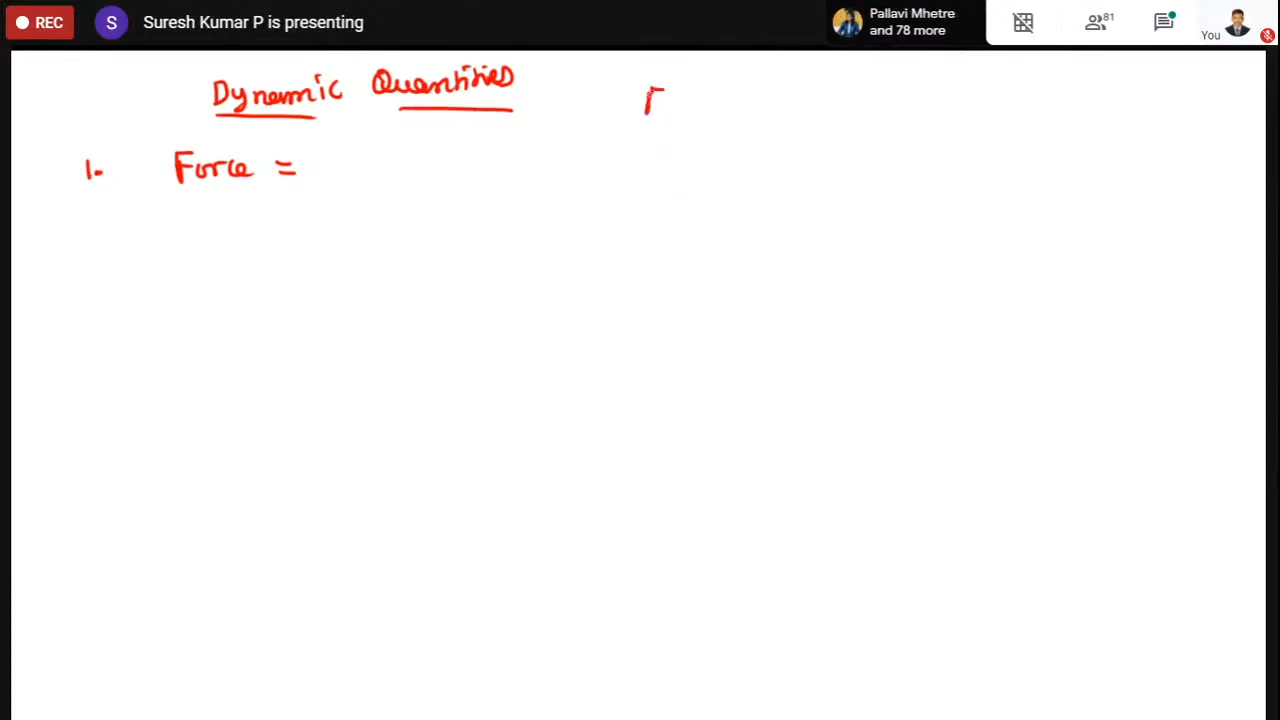 REC S Suresh Kumar P is presenting
Pallavi Mhetre
and 78 more
81
You
Dynamic Quantities
1. Force =